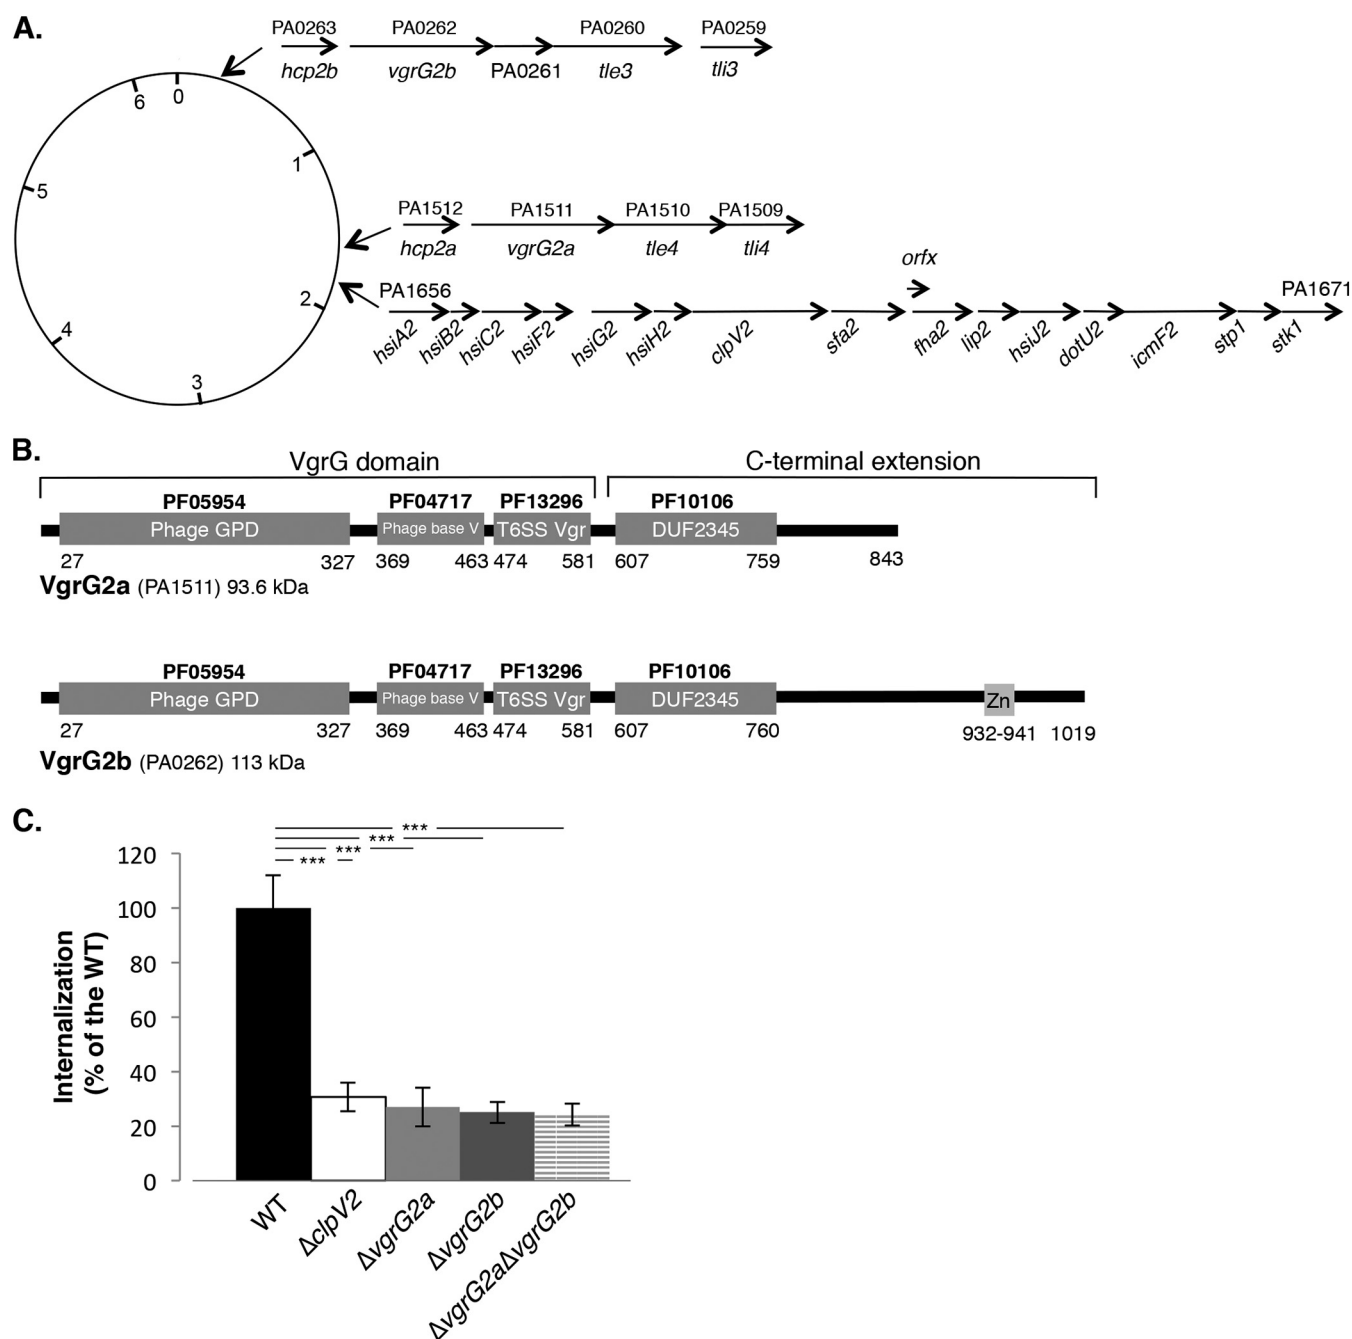 A.
PA0263 PA0262 PA0260 PA0259
hcp2b vgrG2b PA0261 tle3 tli3
6 0
1
5
PA1512 PA1511 PA1510 PA1509
hcp2a vgrG2a tle4 tli4
orfx
2
PA1656 PA1671
hsiA2 hsiB2 hsiC2 hsiF2 hsiG2 hsiH2 clpV2 sfa2 fha2 lip2 hsiJ2 dotU2 icmF2 stp1 stk1
4
3
B.
VgrG domain C-terminal extension
PF05954 PF04717 PF13296 PF10106
Phage GPD Phage base V T6SS Vgr DUF2345
27 327 369 463 474 581 607 759 843
VgrG2a (PA1511) 93.6 kDa
PF05954 PF04717 PF13296 PF10106
Phage GPD Phage base V T6SS Vgr DUF2345 Zn
27 327 369 463 474 581 607 760 932-941 1019
VgrG2b (PA0262) 113 kDa
C.
***
***
***
***
120
100
80
60
40
20
0
Internalization
(% of the WT)
WT ΔclpV2 ΔvgrG2a ΔvgrG2b ΔvgrG2aΔvgrG2b